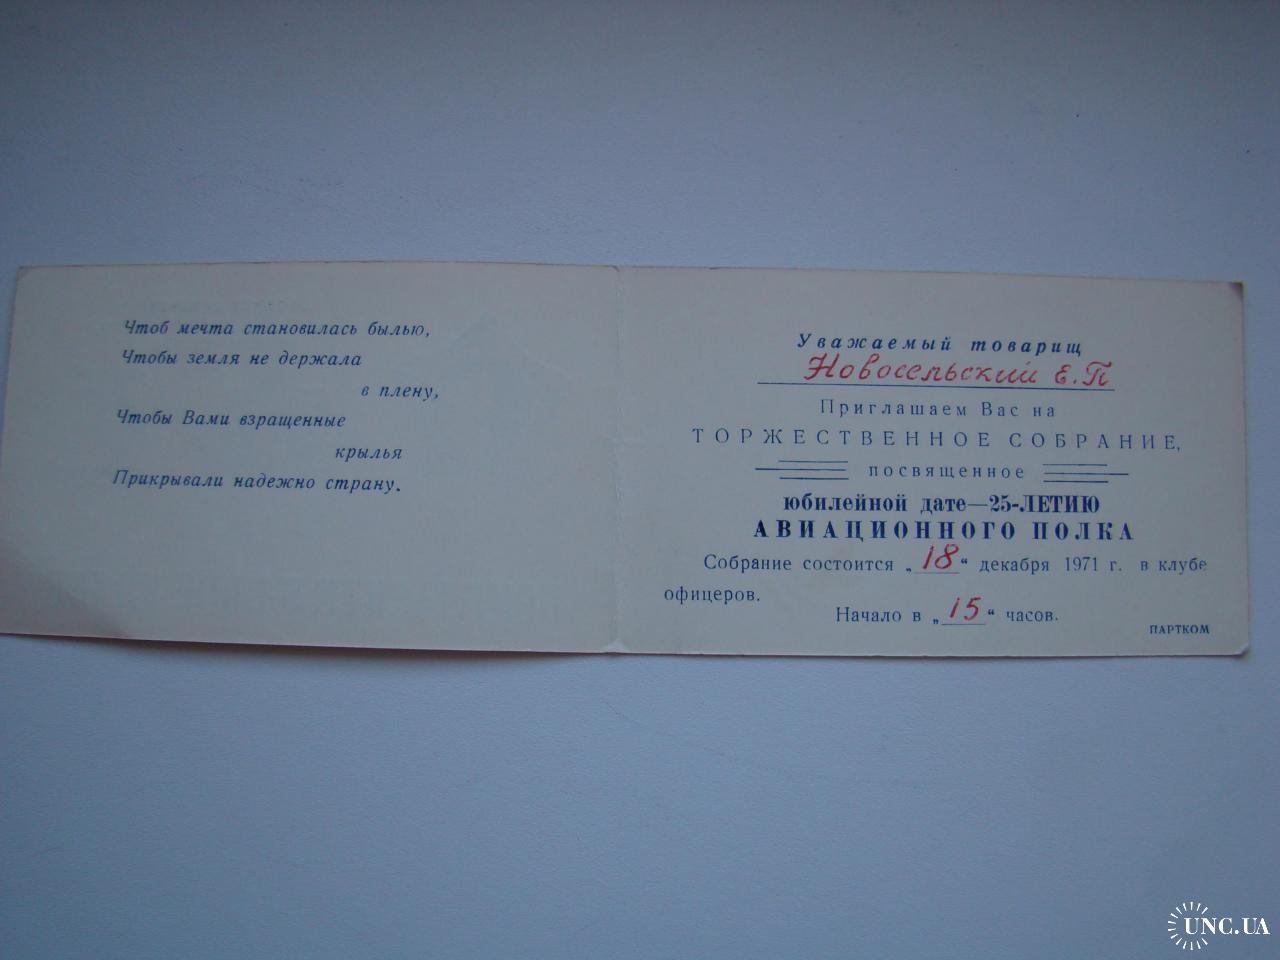 Чтоб мечта становилась былью,
Чтобы земля не держала
в плену,
Чтобы Вами взращенные
крылья
Прикрывали надежно страну.
Уважаемый товарищ
Новосельский Е.П
Приглашаем Вас на
ТОРЖЕСТВЕННОЕ СОБРАНИЕ,
посвященное
юбилейной дате—25-ЛЕТИЮ
АВИАЦИОННОГО ПОЛКА
Собрание состоится „18“ декабря 1971 г. в клубе
офицеров.
Начало в „15“ часов.
ПАРТКОМ
UNC.UA